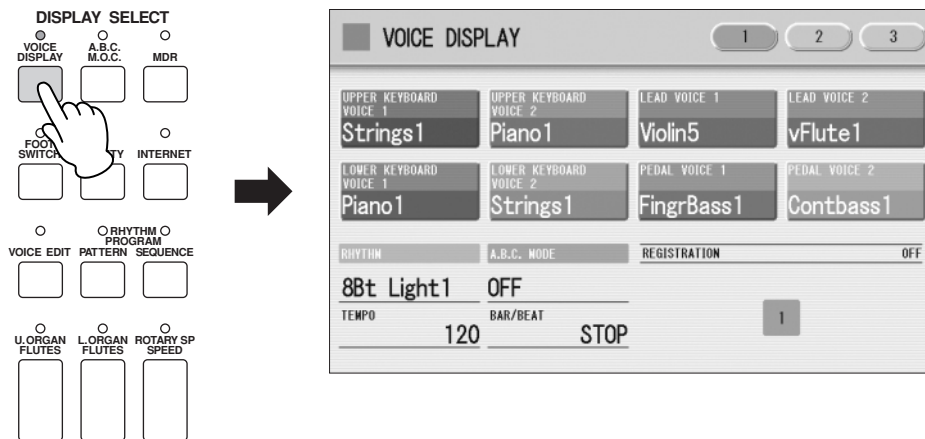 DISPLAY SELECT
VOICE DISPLAY
A.B.C. M.O.C.
MDR
FOOT SWITCH
INTERNET
RHYTHM PROGRAM
VOICE EDIT
PATTERN
SEQUENCE
U.ORGAN FLUTES
L.ORGAN FLUTES
ROTARY SP SPEED
VOICE DISPLAY
1
2
3
UPPER KEYBOARD VOICE 1
Strings1
UPPER KEYBOARD VOICE 2
Piano1
LEAD VOICE 1
Violin5
LEAD VOICE 2
vFlute1
LOWER KEYBOARD VOICE 1
Piano1
LOWER KEYBOARD VOICE 2
Strings1
PEDAL VOICE 1
FingrBass1
PEDAL VOICE 2
Contbass1
RHYTHM
8Bt Light1
A.B.C. MODE
OFF
REGISTRATION OFF
TEMPO
120
BAR/BEAT
STOP
1